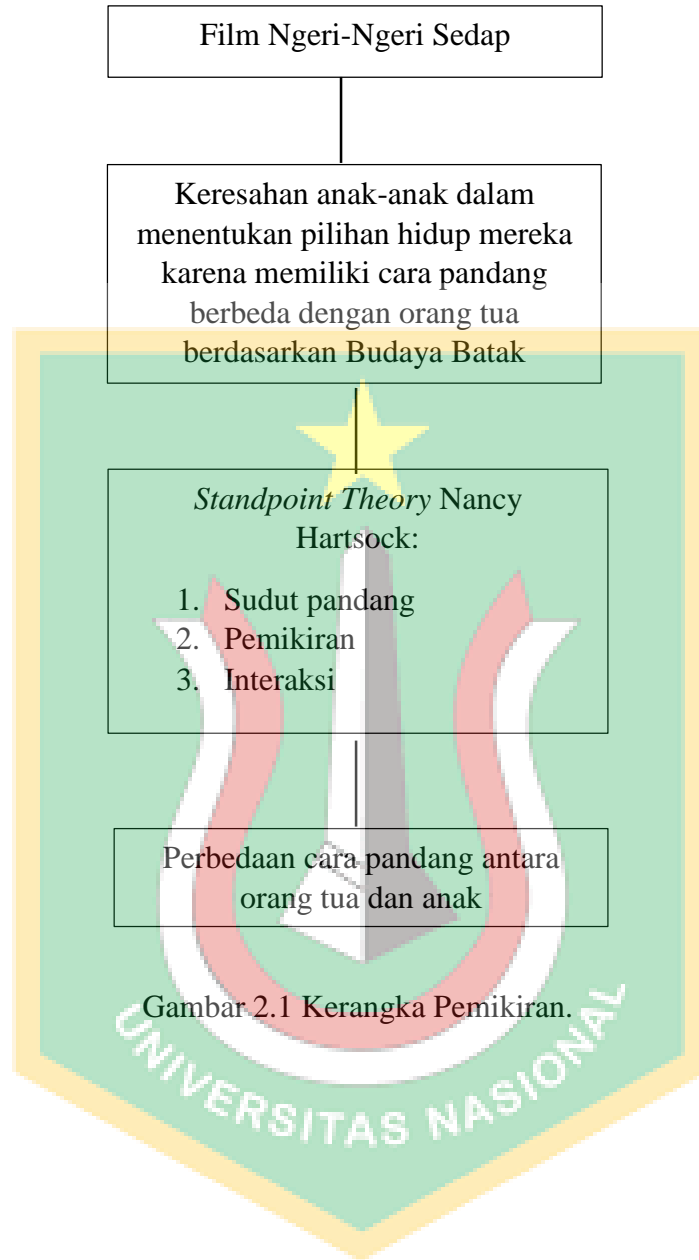 Film Ngeri-Ngeri Sedap
Keresahan anak-anak dalam
menentukan pilihan hidup mereka
karena memiliki cara pandang
berbeda dengan orang tua
berdasarkan Budaya Batak
Standpoint Theory Nancy
Hartsock:
1. Sudut pandang
2. Pemikiran
3. Interaksi
Perbedaan cara pandang antara
orang tua dan anak
Gambar 2.1 Kerangka Pemikiran.
UNIVERSITAS NASIONAL